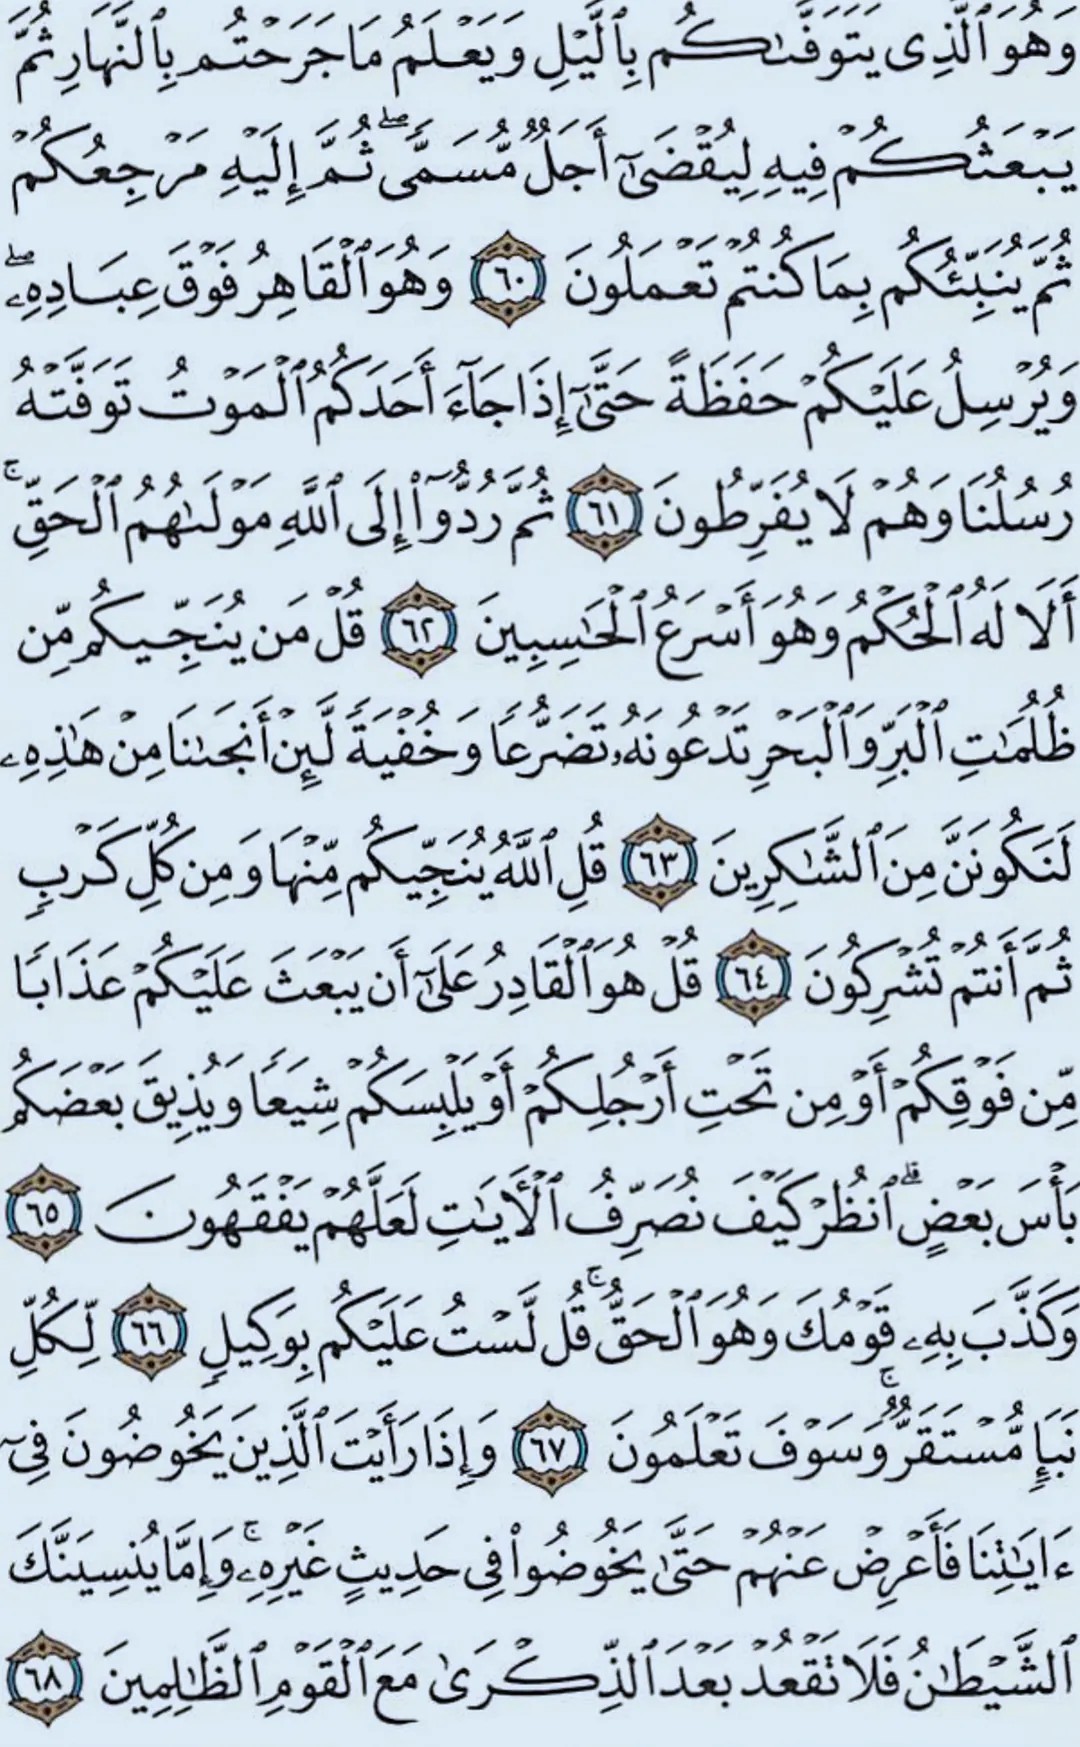 وَهُوَ ٱلَّذِى يَتَوَفَّىٰكُم بِٱلَّيْلِ وَيَعْلَمُ مَا جَرَحْتُم بِٱلنَّهَارِ ثُمَّ
يَبْعَثُكُمْ فِيهِ لِيُقْضَىٰٓ أَجَلٌ مُّسَمًّى ۖ ثُمَّ إِلَيْهِ مَرْجِعُكُمْ
ثُمَّ يُنَبِّئُكُم بِمَا كُنتُمْ تَعْمَلُونَ ٦٠ وَهُوَ ٱلْقَاهِرُ فَوْقَ عِبَادِهِۦ ۖ
وَيُرْسِلُ عَلَيْكُمْ حَفَظَةً حَتَّىٰٓ إِذَا جَآءَ أَحَدَكُمُ ٱلْمَوْتُ تَوَفَّتْهُ
رُسُلُنَا وَهُمْ لَا يُفَرِّطُونَ ٦١ ثُمَّ رُدُّوٓا۟ إِلَى ٱللَّهِ مَوْلَىٰهُمُ ٱلْحَقِّ ۚ
أَلَا لَهُ ٱلْحُكْمُ وَهُوَ أَسْرَعُ ٱلْحَـٰسِبِينَ ٦٢ قُلْ مَن يُنَجِّيكُم مِّن
ظُلُمَـٰتِ ٱلْبَرِّ وَٱلْبَحْرِ تَدْعُونَهُۥ تَضَرُّعًا وَخُفْيَةً لَّئِنْ أَنجَىٰنَا مِنْ هَـٰذِهِۦ
لَنَكُونَنَّ مِنَ ٱلشَّـٰكِرِينَ ٦٣ قُلِ ٱللَّهُ يُنَجِّيكُم مِّنْهَا وَمِن كُلِّ كَرْبٍ
ثُمَّ أَنتُمْ تُشْرِكُونَ ٦٤ قُلْ هُوَ ٱلْقَادِرُ عَلَىٰٓ أَن يَبْعَثَ عَلَيْكُمْ عَذَابًا
مِّن فَوْقِكُمْ أَوْ مِن تَحْتِ أَرْجُلِكُمْ أَوْ يَلْبِسَكُمْ شِيَعًا وَيُذِيقَ بَعْضَكُم
بَأْسَ بَعْضٍ ۗ ٱنظُرْ كَيْفَ نُصَرِّفُ ٱلْـَٔايَـٰتِ لَعَلَّهُمْ يَفْقَهُونَ ٦٥
وَكَذَّبَ بِهِۦ قَوْمُكَ وَهُوَ ٱلْحَقُّ ۚ قُل لَّسْتُ عَلَيْكُم بِوَكِيلٍ ٦٦ لِّكُلِّ
نَبَإٍ مُّسْتَقَرٌّ ۚ وَسَوْفَ تَعْلَمُونَ ٦٧ وَإِذَا رَأَيْتَ ٱلَّذِينَ يَخُوضُونَ فِىٓ
ءَايَـٰتِنَا فَأَعْرِضْ عَنْهُمْ حَتَّىٰ يَخُوضُوا۟ فِى حَدِيثٍ غَيْرِهِۦ ۚ وَإِمَّا يُنسِيَنَّكَ
ٱلشَّيْطَـٰنُ فَلَا تَقْعُدْ بَعْدَ ٱلذِّكْرَىٰ مَعَ ٱلْقَوْمِ ٱلظَّـٰلِمِينَ ٦٨